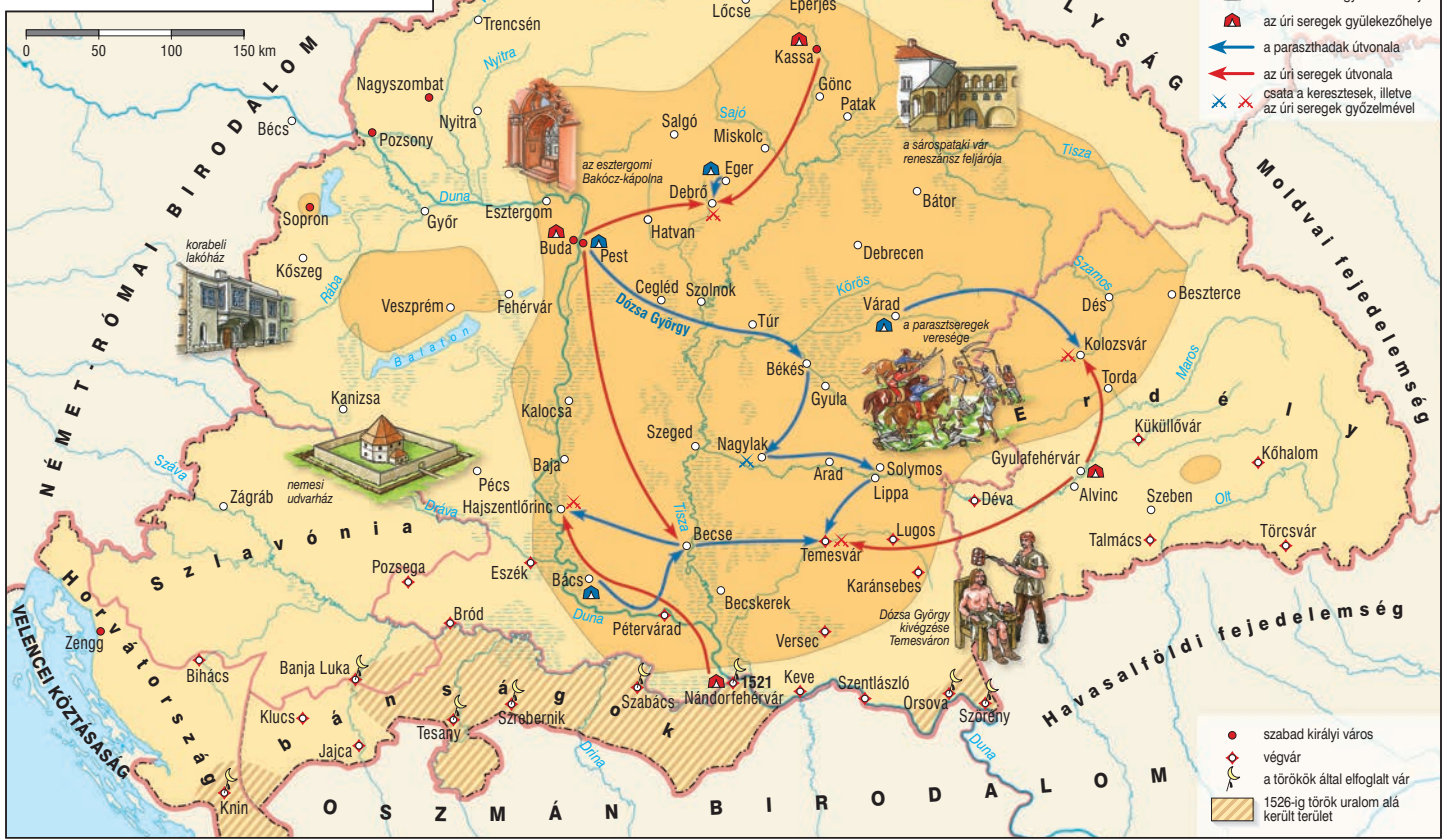 0 50 100 150 km
Trencsén
Lőcse
Eperjes
LYSÁG
az úri seregek gyülekezőhelye
a paraszthadak útvonala
az úri seregek útvonala
csata a keresztesek, illetve
az úri seregek győzelmével
NÉMET-RÓMAI BIRODALOM
Nyitra
Nagyszombat
Bécs
Nyitra
Pozsony
Kassa
Gönc
Patak
Sajó
Salgó
Miskolc
az esztergomi
Bakócz-kápolna
a sárospataki vár
reneszánsz feljárója
Tisza
Moldvai fejedelemség
Eger
Debrő
Bátor
Duna
Sopron
Győr
Esztergom
Hatvan
Buda
Pest
Debrecen
korabeli
lakóház
Kőszeg
Rába
Veszprém
Fehérvár
Cegléd
Szolnok
Dózsa György
Körös
Szamos
Dés
Beszterce
Várad
Túr
a parasztseregek
veresége
Balaton
Kolozsvár
Békés
Gyula
Torda
Maros
Kanizsa
Kalocsa
Erdély
Szeged
Nagylak
Küküllővár
Kőhalom
Baja
Arad
Solymos
Lippa
Gyulafehérvár
Alvinc
Száva
Zágráb
nemesi
udvarház
Pécs
Dráva
Hajszentlőrinc
Tisza
Déva
Szeben
Olt
Szlavónia
Becse
Temesvár
Lugos
Talmács
Törcsvár
Pozsega
Eszék
Bács
Karánsebes
Horvátország
Becskerek
Duna
Bród
Pétervárad
Versec
Dózsa György
kivégzése
Temesváron
Havasalföldi fejedelemség
VELENCEI KÖZTÁSASÁG
Zengg
Bihács
Banja Luka
bánságok
Szabács
1521
Nándorfehérvár
Keve
Szentlászló
Orsova
Szörény
Klucs
Tesany
Szrebernik
Jajca
Drina
Duna
Knin
OSZMÁN BIRODALOM
szabad királyi város
végvár
a törökök által elfoglalt vár
1526-ig török uralom alá
került terület